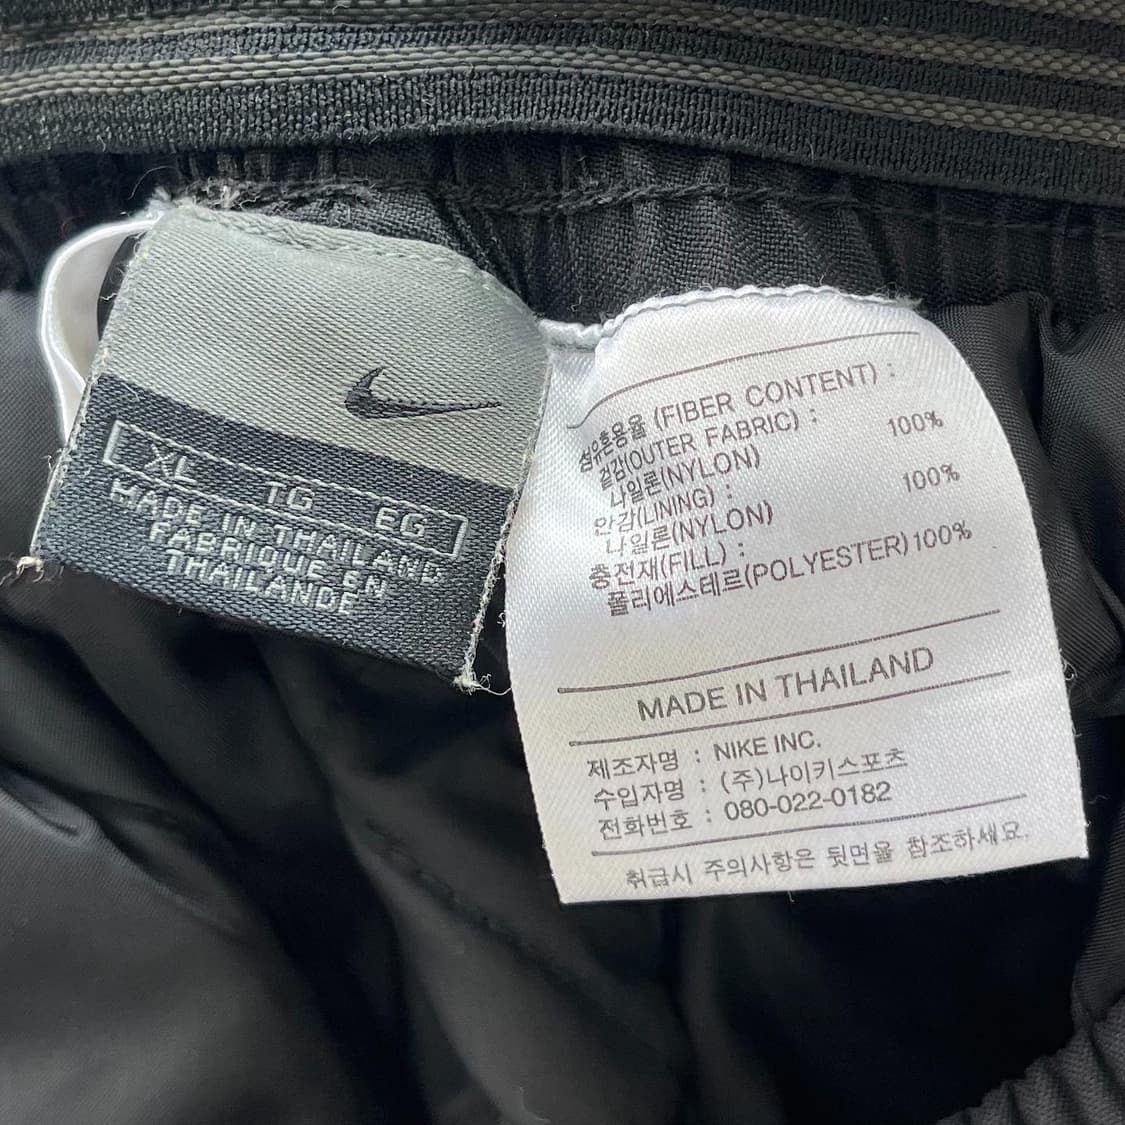 XL TG EG
MADE IN THAILAND
FABRIQUE EN
THAILANDE
섬유혼용율 (FIBER CONTENT) :
겉감(OUTER FABRIC) :
나일론(NYLON) 100%
안감(LINING) :
나일론(NYLON) 100%
충전재(FILL) :
폴리에스테르(POLYESTER) 100%
MADE IN THAILAND
제조자명 : NIKE INC.
수입자명 : (주)나이키스포츠
전화번호 : 080-022-0182
취급시 주의사항은 뒷면을 참조하세요.